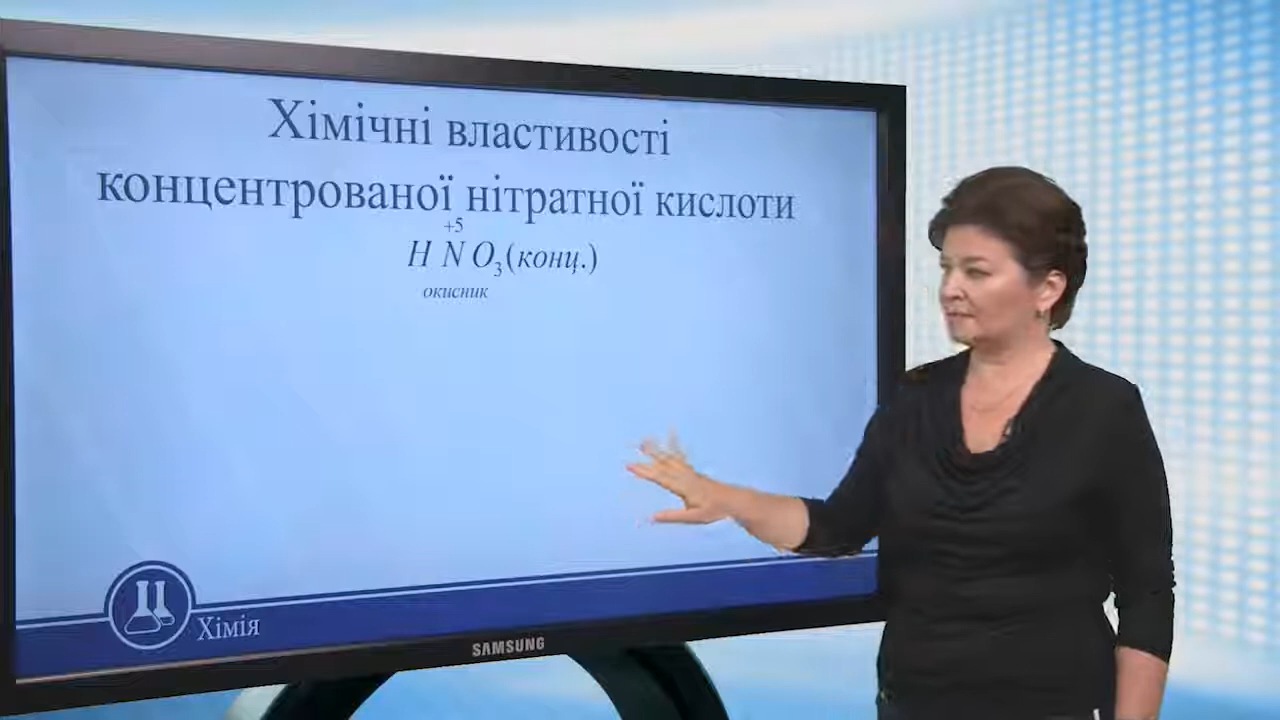 Хімічні властивості
концентрованої нітратної кислоти
+5
H N O₃(конц.)
окисник
Хімія
SAMSUNG